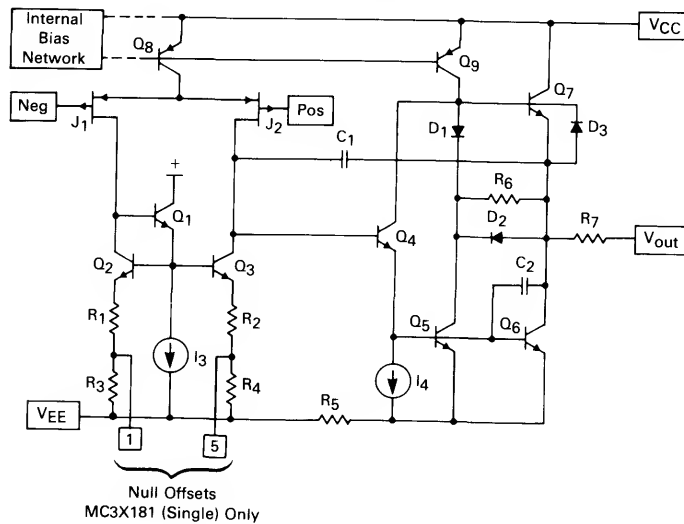 Internal
Bias
Network
VCC
Q8
Q9
Q7
Neg
J1
J2
Pos
D1
D3
C1
+
R6
Q1
D2
R7
Vout
Q2
Q3
Q4
C2
R1
R2
Q5
Q6
I3
I4
R3
R4
R5
VEE
1
5
Null Offsets
MC3X181 (Single) Only